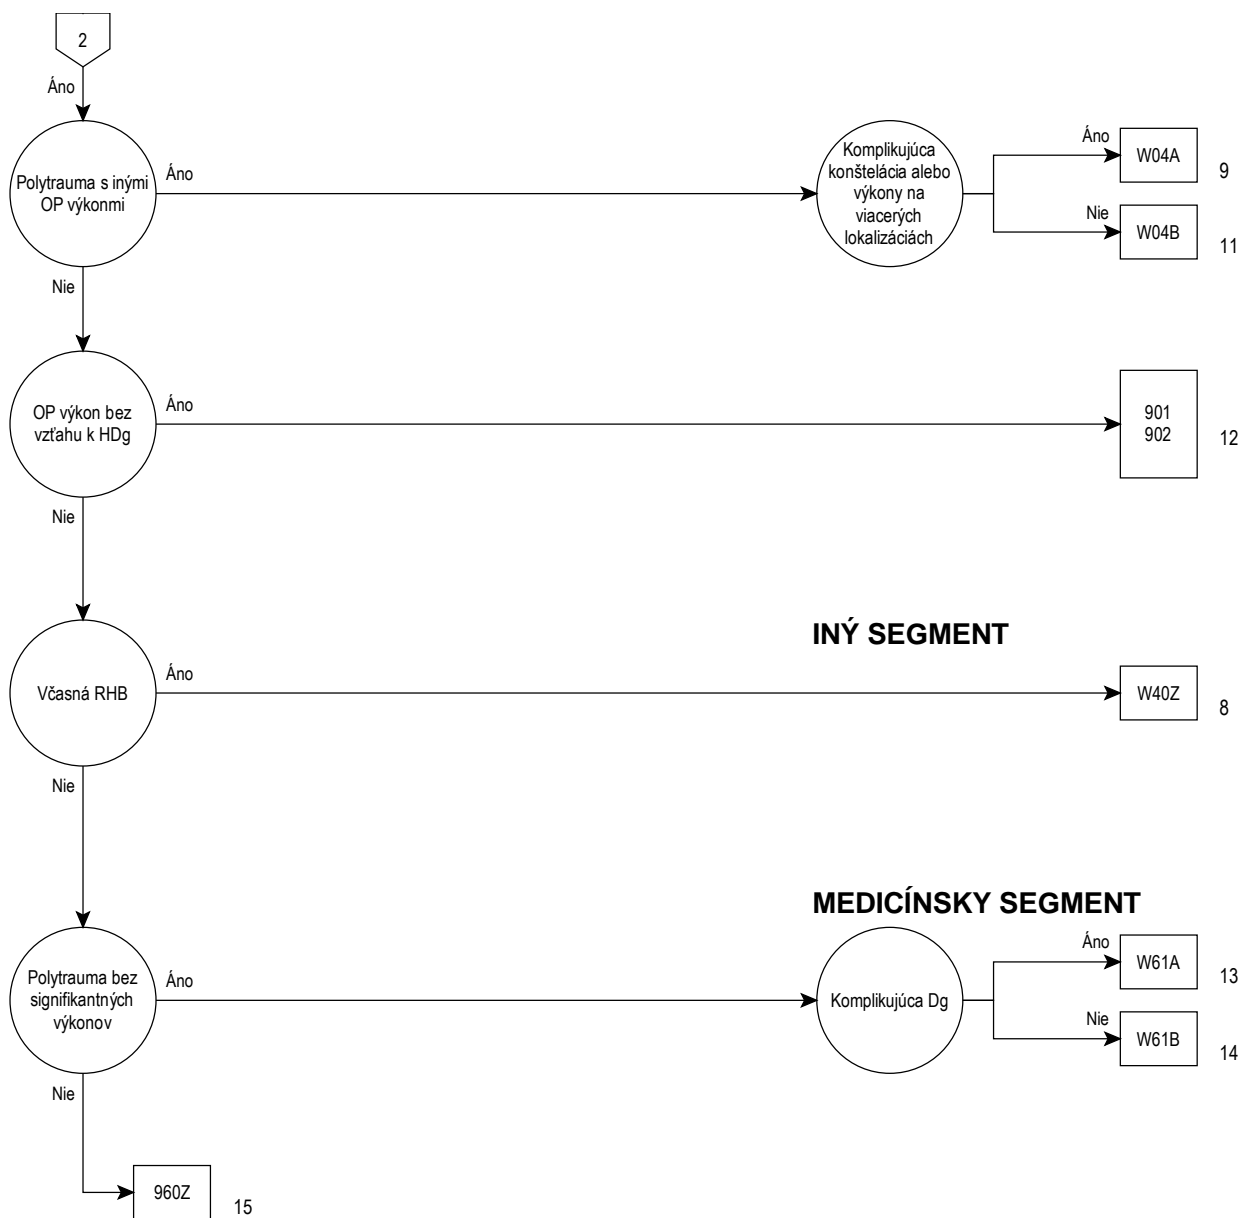 2
Áno
Polytrauma s inými
OP výkonmi
Áno
Komplikujúca
konštelácia alebo
výkony na
viacerých
lokalizáciách
Áno
W04A
9
Nie
W04B
11
Nie
OP výkon bez
vzťahu k HDg
Áno
901
902
12
Nie
INÝ SEGMENT
Včasná RHB
Áno
W40Z
8
Nie
MEDICÍNSKY SEGMENT
Polytrauma bez
signifikantných
výkonov
Áno
Komplikujúca Dg
Áno
W61A
13
Nie
W61B
14
Nie
960Z
15